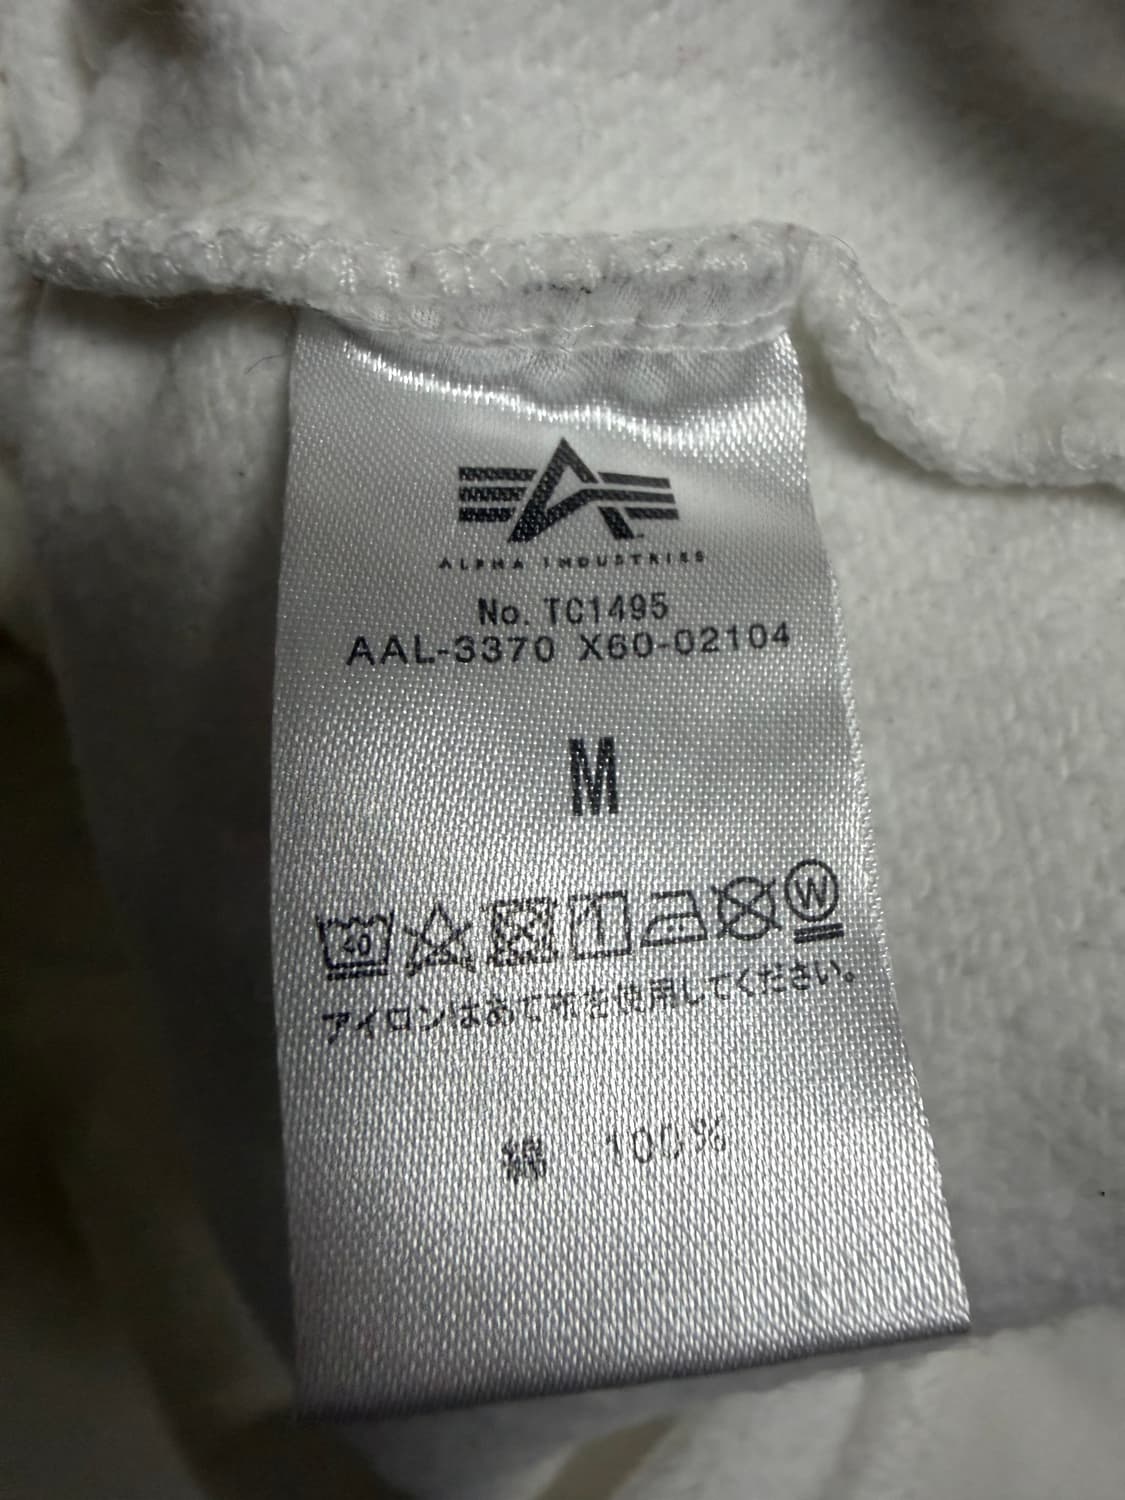 ALPHA INDUSTRIES
No. TC1495
AAL-3370 X60-02104
M
40 W
アイロンはあて布を使用してください。
綿 100%